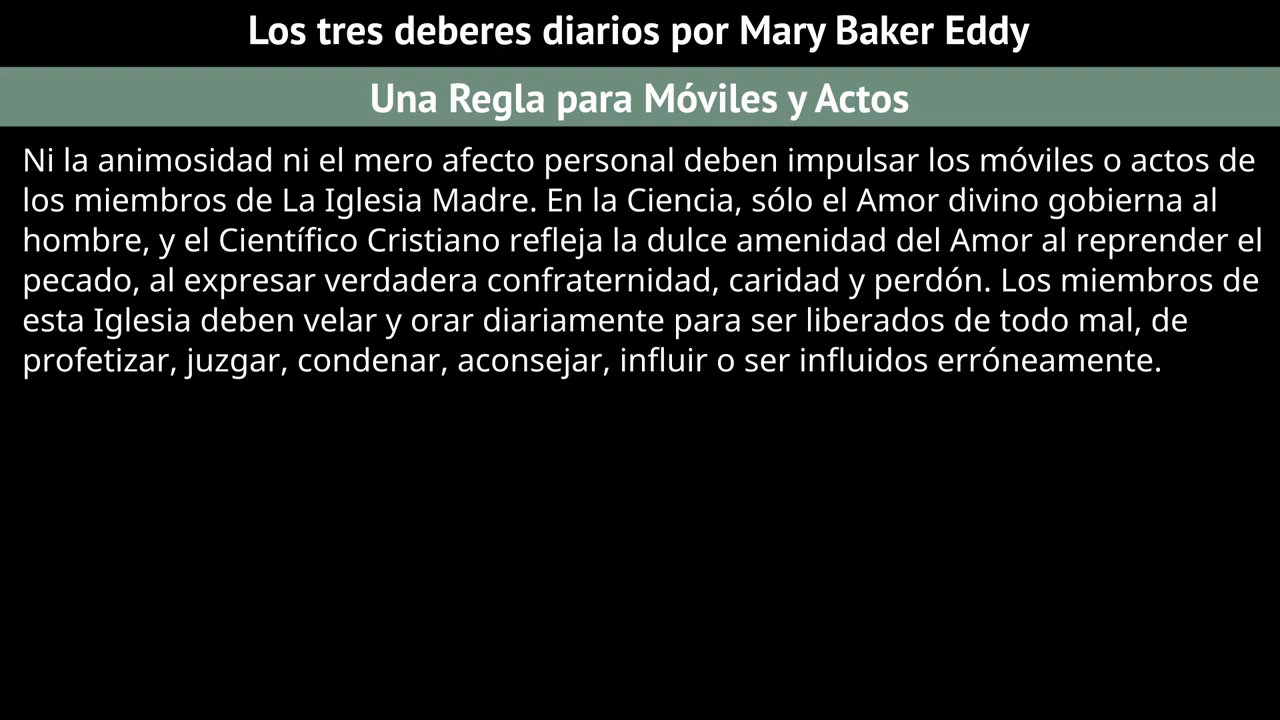 Los tres deberes diarios por Mary Baker Eddy
Una Regla para Móviles y Actos
Ni la animosidad ni el mero afecto personal deben impulsar los móviles o actos de
los miembros de La Iglesia Madre. En la Ciencia, sólo el Amor divino gobierna al
hombre, y el Científico Cristiano refleja la dulce amenidad del Amor al reprender el
pecado, al expresar verdadera confraternidad, caridad y perdón. Los miembros de
esta Iglesia deben velar y orar diariamente para ser liberados de todo mal, de
profetizar, juzgar, condenar, aconsejar, influir o ser influidos erróneamente.